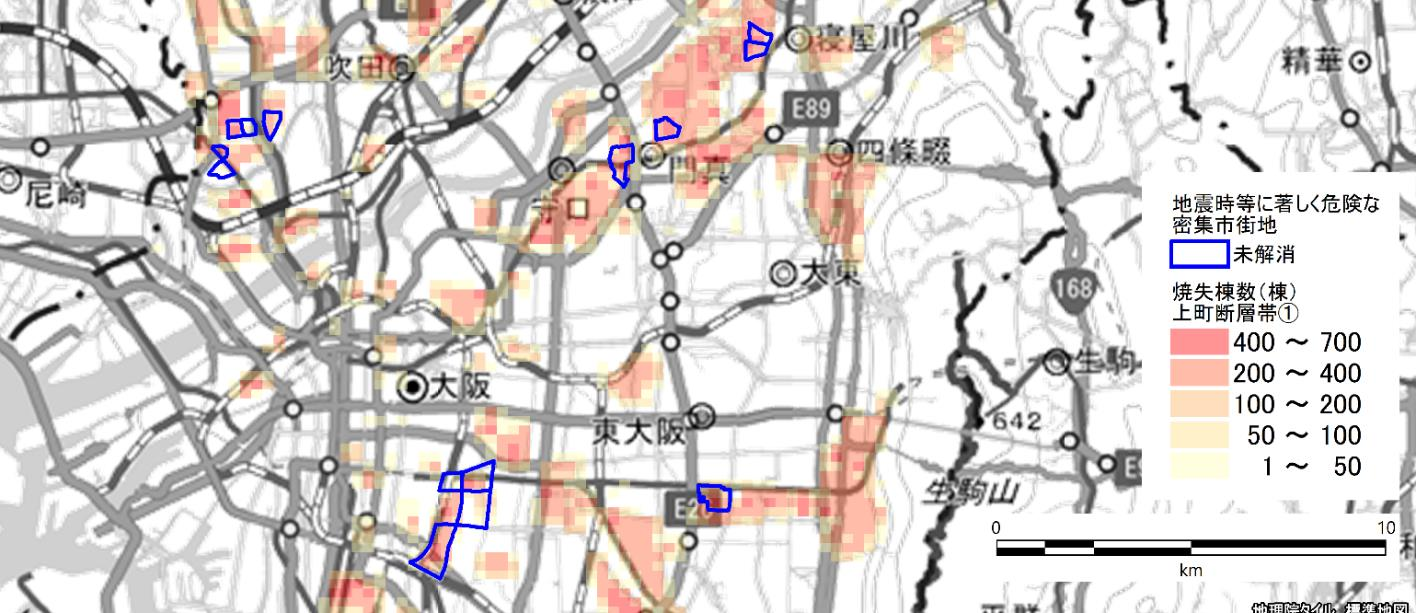 寝屋川
吹田
精華
E89
四條畷
門真
尼崎
守口
地震時等に著しく危険な
密集市街地
未解消
大東
168
焼失棟数(棟)
上町断層帯①
400 ～ 700
200 ～ 400
100 ～ 200
50 ～ 100
1 ～ 50
生駒
大阪
642
東大阪
生駒山
0 10
km
地理院タイル 標準地図